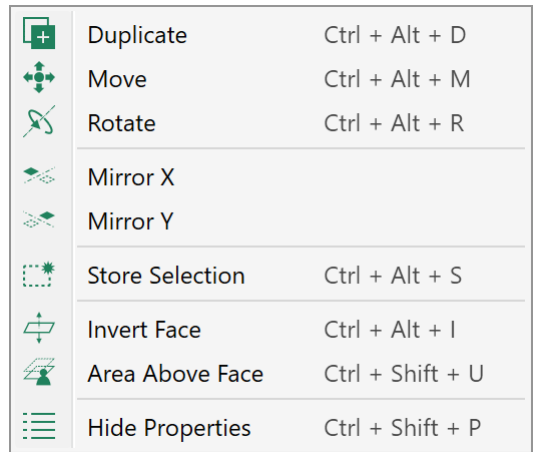 Duplicate Ctrl + Alt + D
Move Ctrl + Alt + M
Rotate Ctrl + Alt + R
Mirror X
Mirror Y
Store Selection Ctrl + Alt + S
Invert Face Ctrl + Alt + I
Area Above Face Ctrl + Shift + U
Hide Properties Ctrl + Shift + P